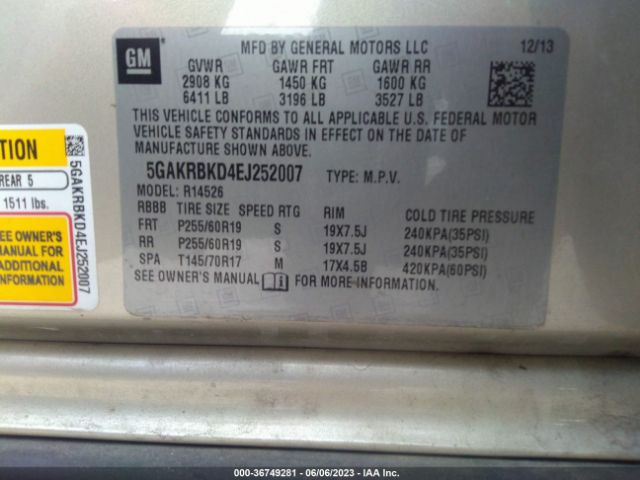 GM
MFD BY GENERAL MOTORS LLC 12/13
GVWR GAWR FRT GAWR RR
2908 KG 1450 KG 1600 KG
6411 LB 3196 LB 3527 LB
THIS VEHICLE CONFORMS TO ALL APPLICABLE U.S. FEDERAL MOTOR
VEHICLE SAFETY STANDARDS IN EFFECT ON THE DATE OF
MANUFACTURE SHOWN ABOVE.
5GAKRBKD4EJ252007 TYPE: M.P.V.
MODEL: R14526
RBBB TIRE SIZE SPEED RTG RIM COLD TIRE PRESSURE
FRT P255/60R19 S 19X7.5J 240KPA(35PSI)
RR P255/60R19 S 19X7.5J 240KPA(35PSI)
SPA T145/70R17 M 17X4.5B 420KPA(60PSI)
SEE OWNER'S MANUAL FOR MORE INFORMATION.
TION
REAR 5
1511 lbs.
SEE OWNER'S
MANUAL FOR
ADDITIONAL
INFORMATION
5GAKRBKD4EJ252007
000-36749281 - 06/06/2023 - IAA Inc.